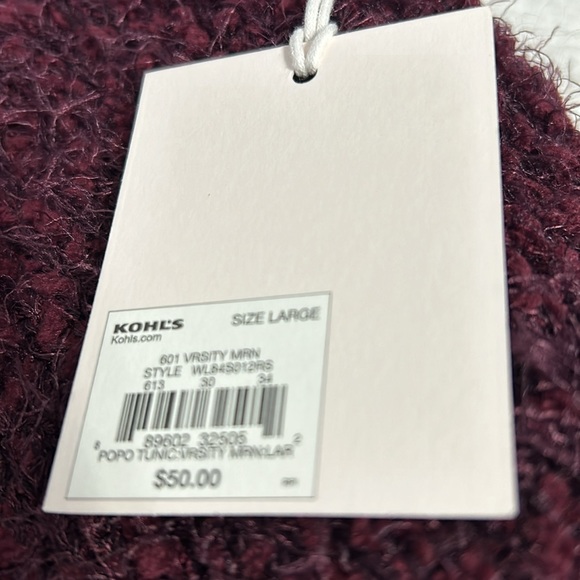 KOHL'S SIZE LARGE
Kohls.com
601 VRSITY MRN
STYLE WL84S012RS
613 30 34
8 89602 32505 2
POPO TUNIC:VRSITY MRN:LAR
$50.00